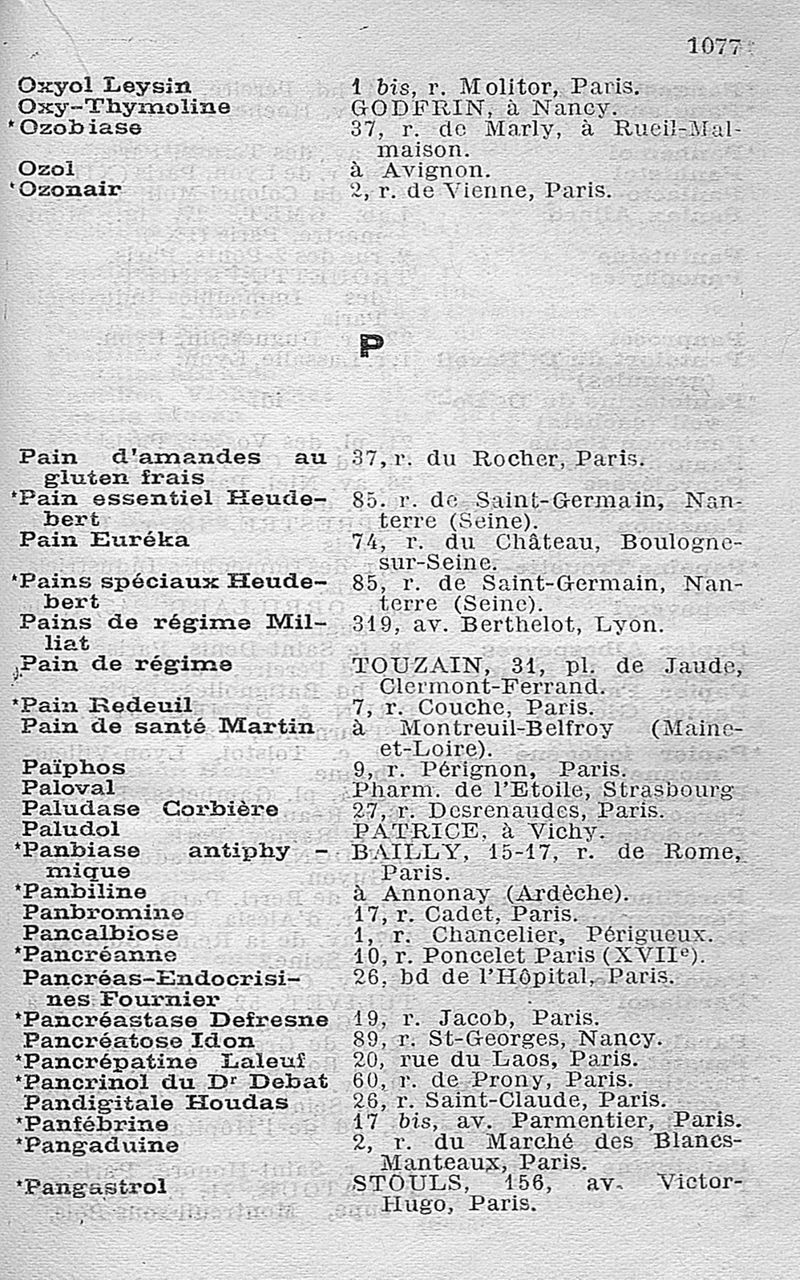 1077
Oxyol Leysin 1 bis, r. Molitor, Paris.
Oxy-Thymoline GODFRIN, à Nancy.
*Ozobiase 37, r. de Marly, à Rueil-Mal-
maison.
Ozol à Avignon.
*Ozonair 2, r. de Vienne, Paris.
P
Pain d'amandes au 37, r. du Rocher, Paris.
gluten frais
*Pain essentiel Heude- 85. r. de Saint-Germain, Nan-
bert terre (Seine).
Pain Euréka 74, r. du Château, Boulogne-
sur-Seine.
*Pains spéciaux Heude- 85, r. de Saint-Germain, Nan-
bert terre (Seine).
Pains de régime Mil- 319, av. Berthelot, Lyon.
liat
Pain de régime TOUZAIN, 31, pl. de Jaude,
Clermont-Ferrand.
*Pain Redeuil 7, r. Couche, Paris.
Pain de santé Martin à Montreuil-Belfroy (Maine-
et-Loire).
Païphos 9, r. Pérignon, Paris.
Paloval Pharm. de l'Etoile, Strasbourg
Paludase Corbière 27, r. Desrenaudes, Paris.
Paludol PATRICE, à Vichy.
*Panbiase antiphy - BAILLY, 15-17, r. de Rome,
mique Paris.
*Panbiline à Annonay (Ardèche).
Panbromine 17, r. Cadet, Paris.
Pancalbiose 1, r. Chancelier, Périgueux.
*Pancréanne 10, r. Poncelet Paris (XVIIe).
Pancréas-Endocrisi- 26, bd de l'Hôpital, Paris.
nes Fournier
*Pancréastase Defresne 19, r. Jacob, Paris.
Pancréatose Idon 89, r. St-Georges, Nancy.
*Pancrépatine Laleuf 20, rue du Laos, Paris.
*Pancrinol du Dr Debat 60, r. de Prony, Paris.
Pandigitale Houdas 26, r. Saint-Claude, Paris.
*Panfébrine 17 bis, av. Parmentier, Paris.
*Pangaduine 2, r. du Marché des Blancs-
Manteaux, Paris.
*Pangastrol STOULS, 156, av. Victor-
Hugo, Paris.